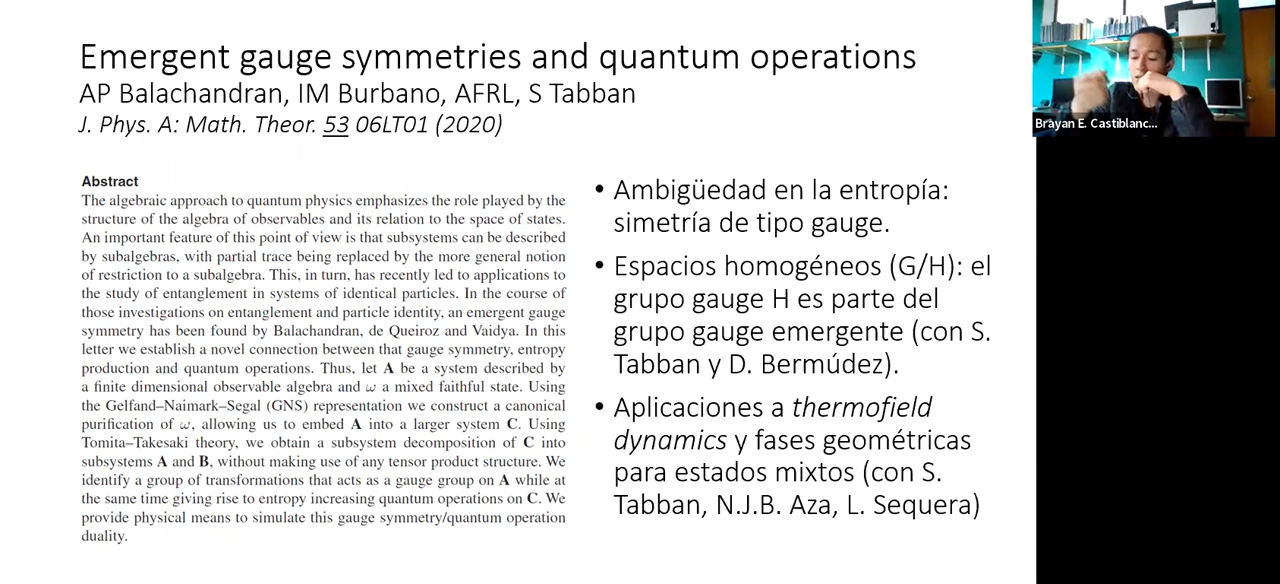 Emergent gauge symmetries and quantum operations
AP Balachandran, IM Burbano, AFRL, S Tabban
J. Phys. A: Math. Theor. 53 06LT01 (2020)
Abstract
The algebraic approach to quantum physics emphasizes the role played by the
structure of the algebra of observables and its relation to the space of states.
An important feature of this point of view is that subsystems can be described
by subalgebras, with partial trace being replaced by the more general notion
of restriction to a subalgebra. This, in turn, has recently led to applications to
the study of entanglement in systems of identical particles. In the course of
those investigations on entanglement and particle identity, an emergent gauge
symmetry has been found by Balachandran, de Queiroz and Vaidya. In this
letter we establish a novel connection between that gauge symmetry, entropy
production and quantum operations. Thus, let A be a system described by
a finite dimensional observable algebra and ω a mixed faithful state. Using
the Gelfand–Naimark–Segal (GNS) representation we construct a canonical
purification of ω, allowing us to embed A into a larger system C. Using
Tomita–Takesaki theory, we obtain a subsystem decomposition of C into
subsystems A and B, without making use of any tensor product structure. We
identify a group of transformations that acts as a gauge group on A while at
the same time giving rise to entropy increasing quantum operations on C. We
provide physical means to simulate this gauge symmetry/quantum operation
duality.
• Ambigüedad en la entropía:
simetría de tipo gauge.
• Espacios homogéneos (G/H): el
grupo gauge H es parte del
grupo gauge emergente (con S.
Tabban y D. Bermúdez).
• Aplicaciones a thermofield
dynamics y fases geométricas
para estados mixtos (con S.
Tabban, N.J.B. Aza, L. Sequera)
Brayan E. Castiblanc...